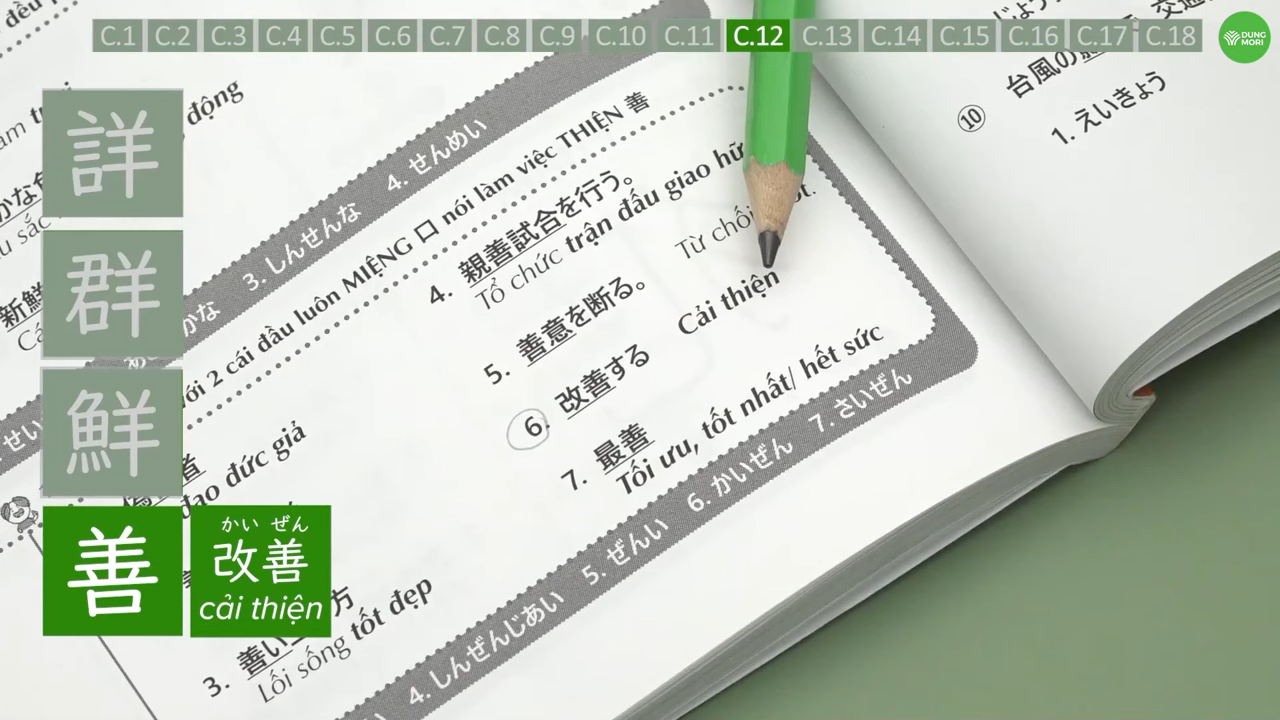 C.1 C.2 C.3 C.4 C.5 C.6 C.7 C.8 C.9 C.10 C.11 C.12 C.13 C.14 C.15 C.16 C.17 C.18
DUNG
MORI
詳
群
鮮
善
かい ぜん
改善
cải thiện
động
3. しんせんな 4. せんめい
2 cái đầu luôn MIỆNG 口 nói làm việc THIỆN 善
đạo đức giả
3. 善い
方
Lối sống tốt đẹp
4. 親善試合を行う。
Tổ chức trận đấu giao
5. 善意を断る。
Từ chối
6. 改善する
Cải thiện
7. 最善
Tối ưu, tốt nhất/ hết sức
4. しんぜんじあい 5. ぜんい 6. かいぜん 7. さいぜん
⑩ 台風の
1. えいきょう